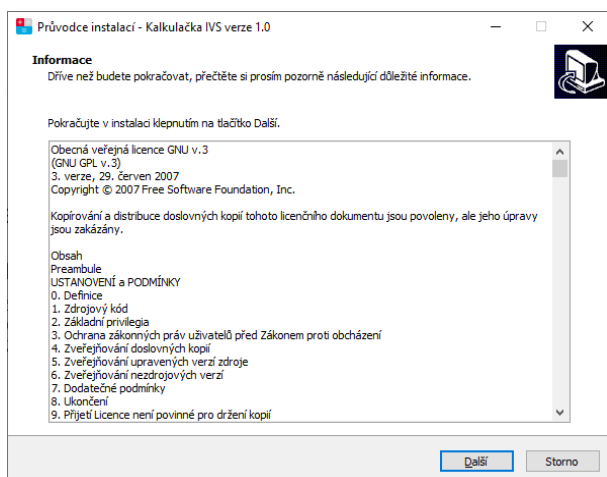 Průvodce instalací - Kalkulačka IVS verze 1.0
Informace
Dříve než budete pokračovat, přečtěte si prosím pozorně následující důležité informace.
Pokračujte v instalaci klepnutím na tlačítko Další.
Obecná veřejná licence GNU v.3
(GNU GPL v.3)
3. verze, 29. červen 2007
Copyright © 2007 Free Software Foundation, Inc.
Kopírování a distribuce doslovných kopií tohoto licenčního dokumentu jsou povoleny, ale jeho úpravy
jsou zakázány.
Obsah
Preambule
USTANOVENÍ a PODMÍNKY
0. Definice
1. Zdrojový kód
2. Základní privilegia
3. Ochrana zákonných práv uživatelů před Zákonem proti obcházení
4. Zveřejňování doslovných kopií
5. Zveřejňování upravených verzí zdroje
6. Zveřejňování nezdrojových verzí
7. Dodatečné podmínky
8. Ukončení
9. Přijetí Licence není povinné pro držení kopií
Další
Storno